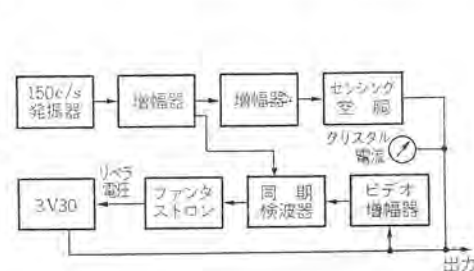 150c/s
発振器
増幅器
増幅器
センシング
空胴
クリスタル
電流
リペラ
電圧
3V30
ファンタ
ストロン
同期
検波器
ビデオ
増幅器
出力